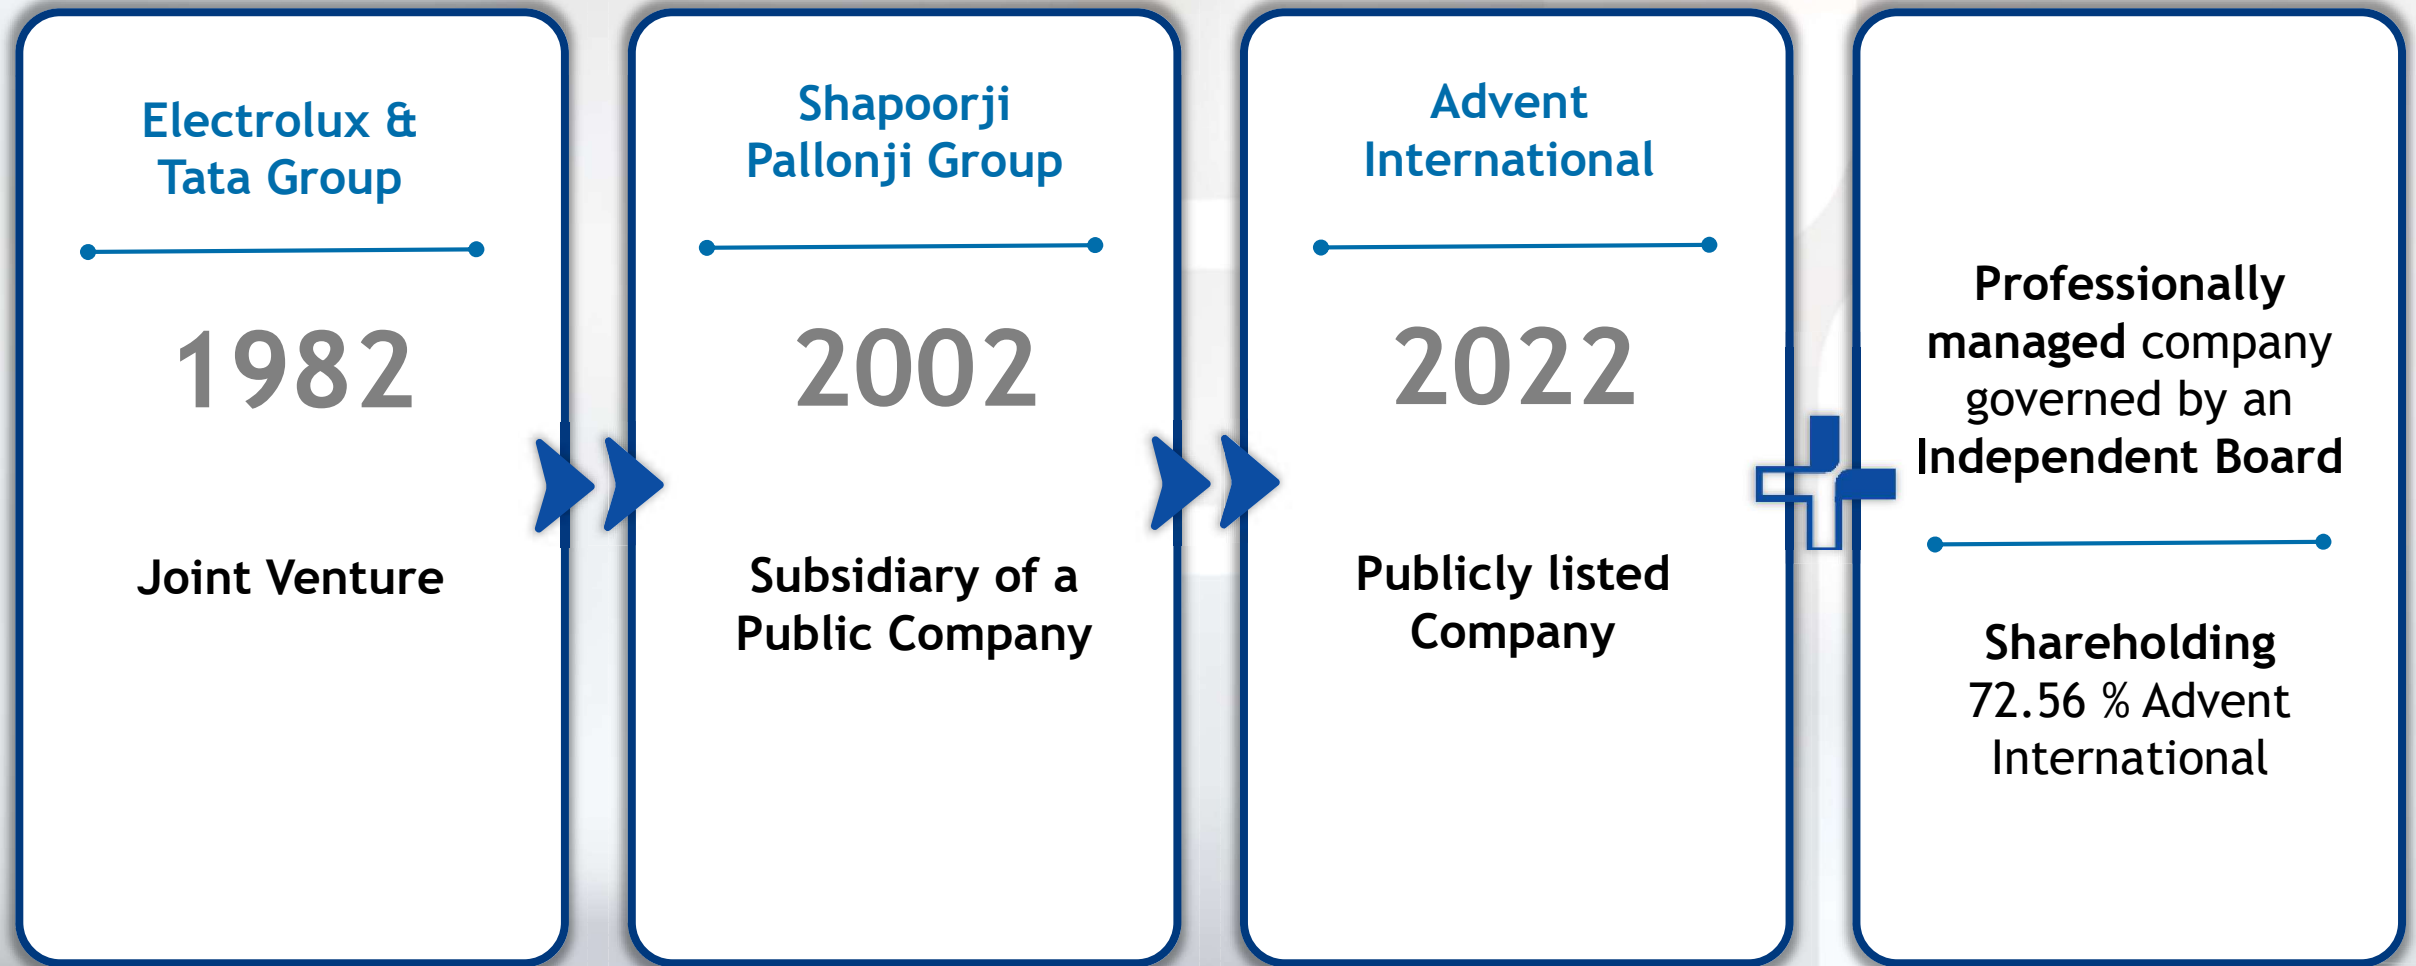 Electrolux &
Tata Group
1982
Joint Venture
Shapoorji
Pallonji Group
2002
Subsidiary of a
Public Company
Advent
International
2022
Publicly listed
Company
Professionally
managed company
governed by an
Independent Board
Shareholding
72.56 % Advent
International